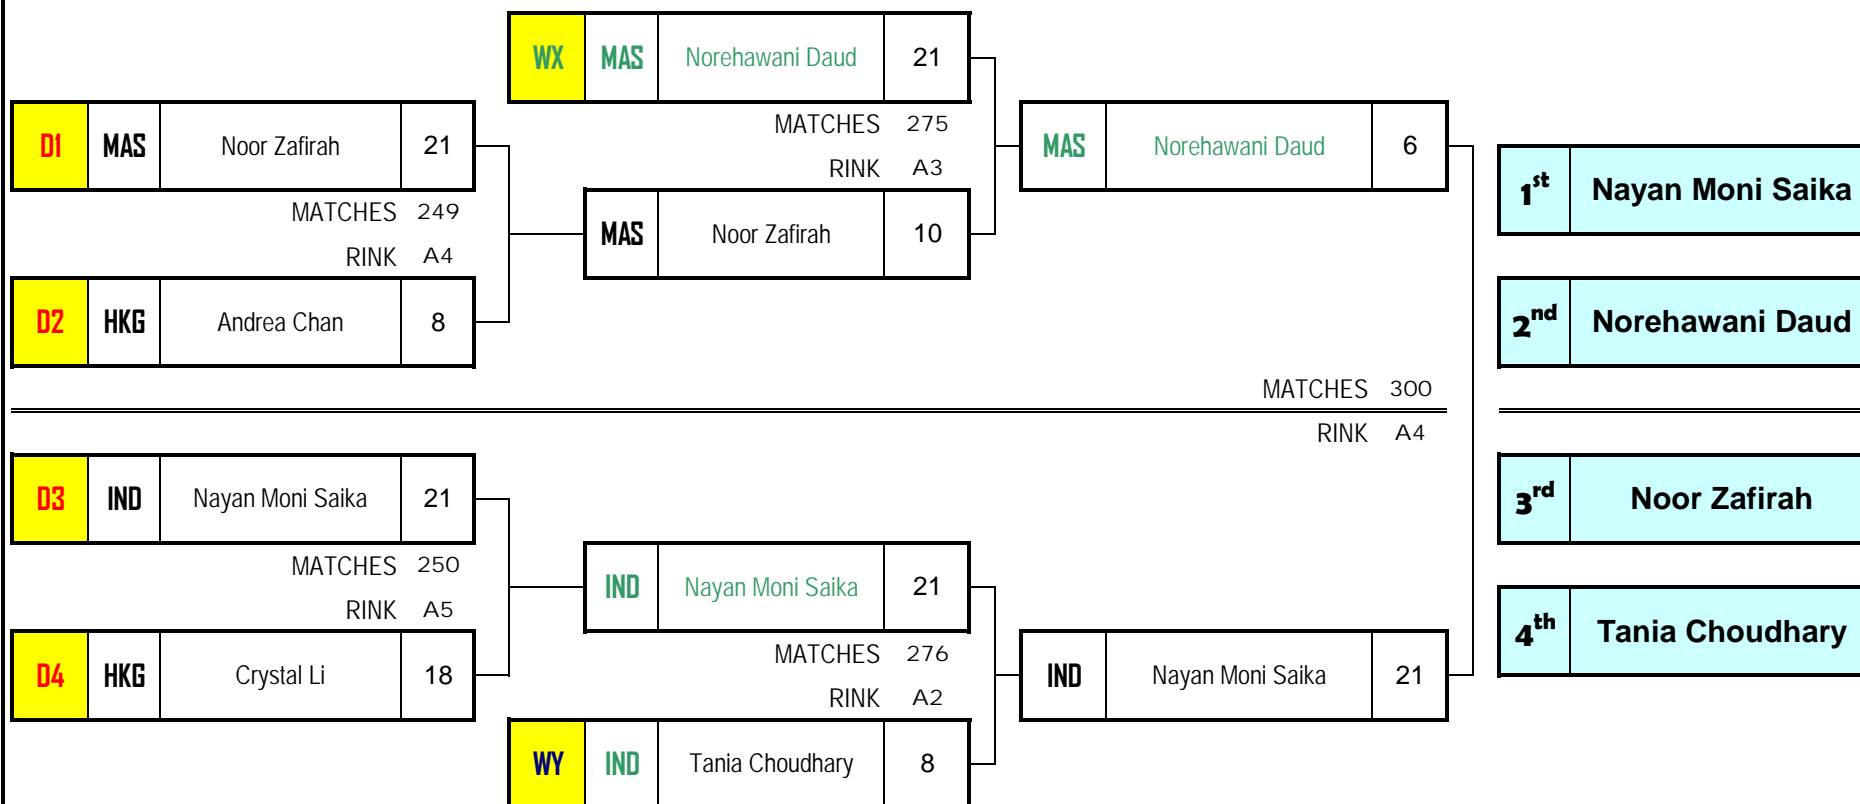 WX MAS Norehawani Daud 21
MATCHES 275
D1 MAS Noor Zafirah 21
MAS Norehawani Daud 6
RINK A3
1st Nayan Moni Saika
MATCHES 249
MAS Noor Zafirah 10
RINK A4
D2 HKG Andrea Chan 8
2nd Norehawani Daud
MATCHES 300
RINK A4
D3 IND Nayan Moni Saika 21
3rd Noor Zafirah
MATCHES 250
IND Nayan Moni Saika 21
RINK A5
4th Tania Choudhary
MATCHES 276
D4 HKG Crystal Li 18
IND Nayan Moni Saika 21
RINK A2
WY IND Tania Choudhary 8